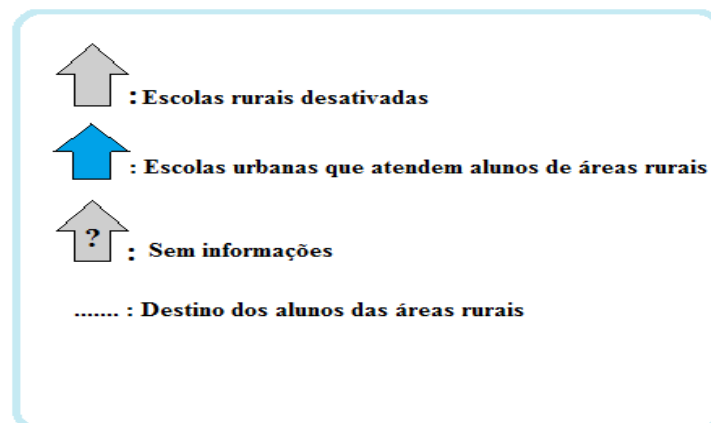 : Escolas rurais desativadas
: Escolas urbanas que atendem alunos de áreas rurais
? : Sem informações
....... : Destino dos alunos das áreas rurais